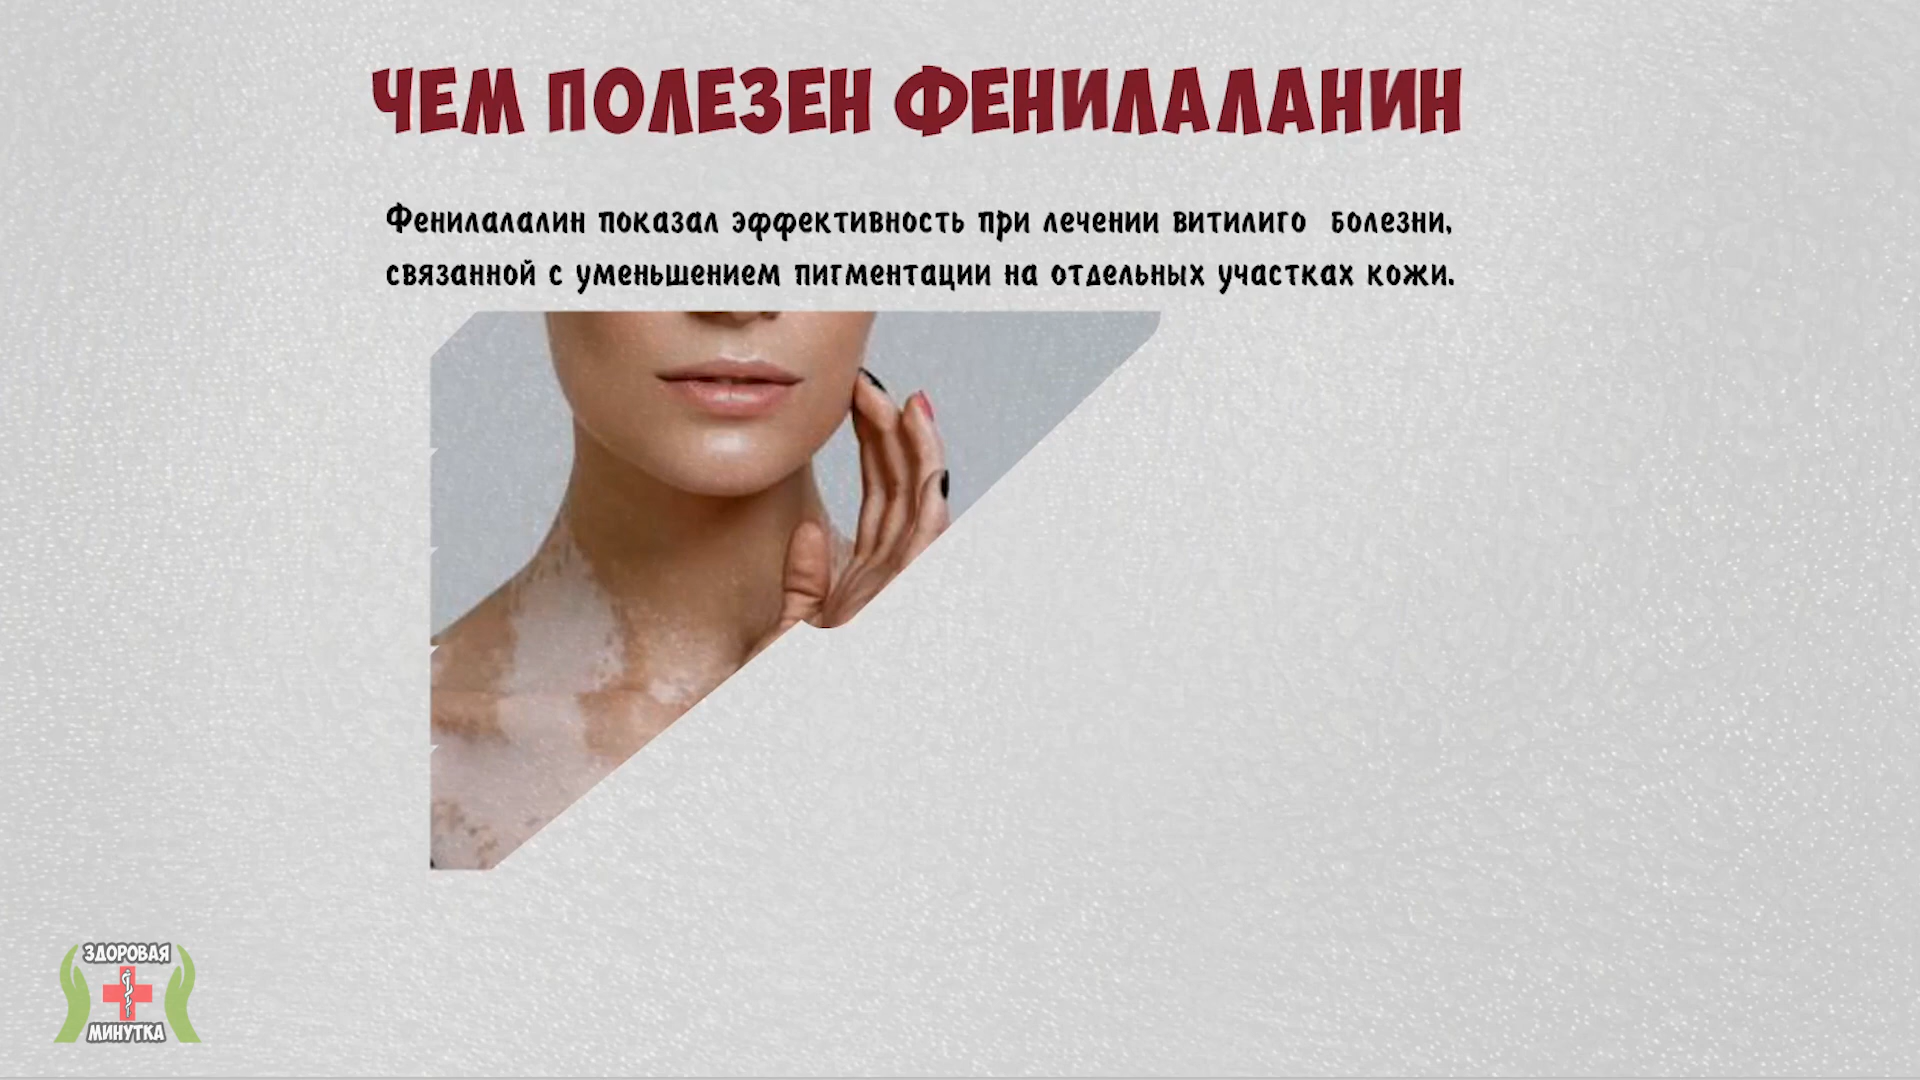 ЧЕМ ПОЛЕЗЕН ФЕНИЛАЛАНИН
Фенилалалин показал эффективность при лечении витилиго болезни,
связанной с уменьшением пигментации на отдельных участках кожи.
ЗДОРОВАЯ
МИНУТКА